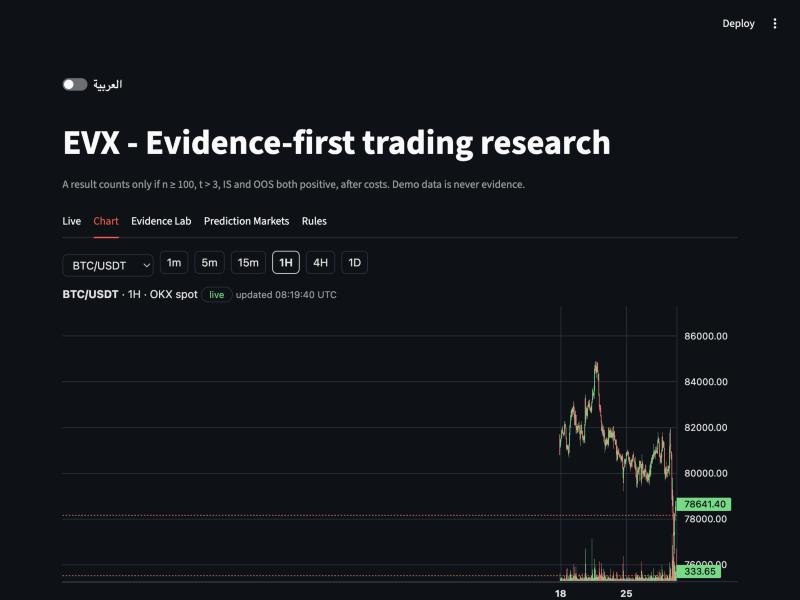 Deploy
العربية
EVX - Evidence-first trading research
A result counts only if n ≥ 100, t > 3, IS and OOS both positive, after costs. Demo data is never evidence.
Live Chart Evidence Lab Prediction Markets Rules
BTC/USDT 1m 5m 15m 1H 4H 1D
BTC/USDT · 1H · OKX spot live updated 08:19:40 UTC
86000.00
84000.00
82000.00
80000.00
78641.40
78000.00
76000.00
333.65
18 25